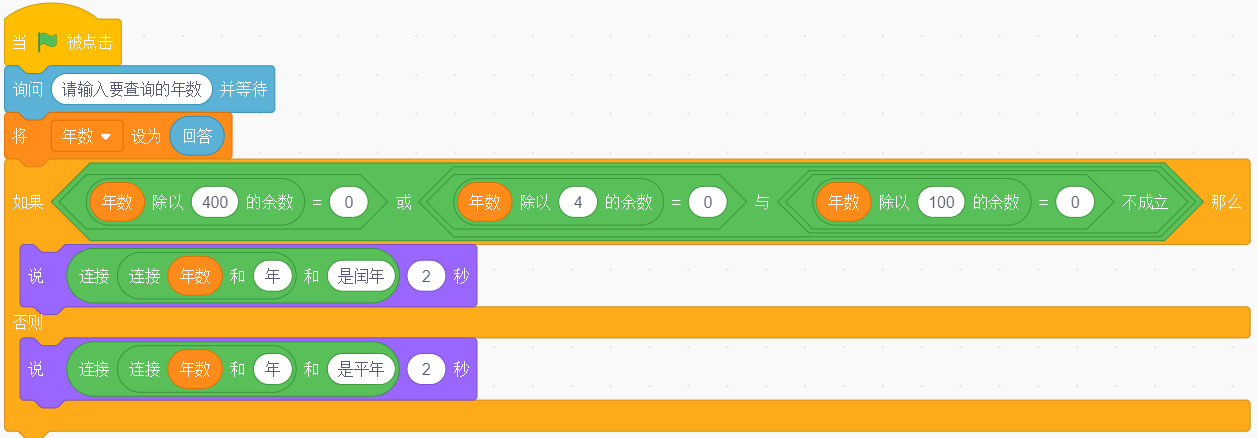 当 被点击
询问 请输入要查询的年数 并等待
将 年数 设为 回答
如果 年数 除以 400 的余数 = 0 或 年数 除以 4 的余数 = 0 与 年数 除以 100 的余数 = 0 不成立 那么
说 连接 连接 年数 和 年 和 是闰年 2 秒
否则
说 连接 连接 年数 和 年 和 是平年 2 秒